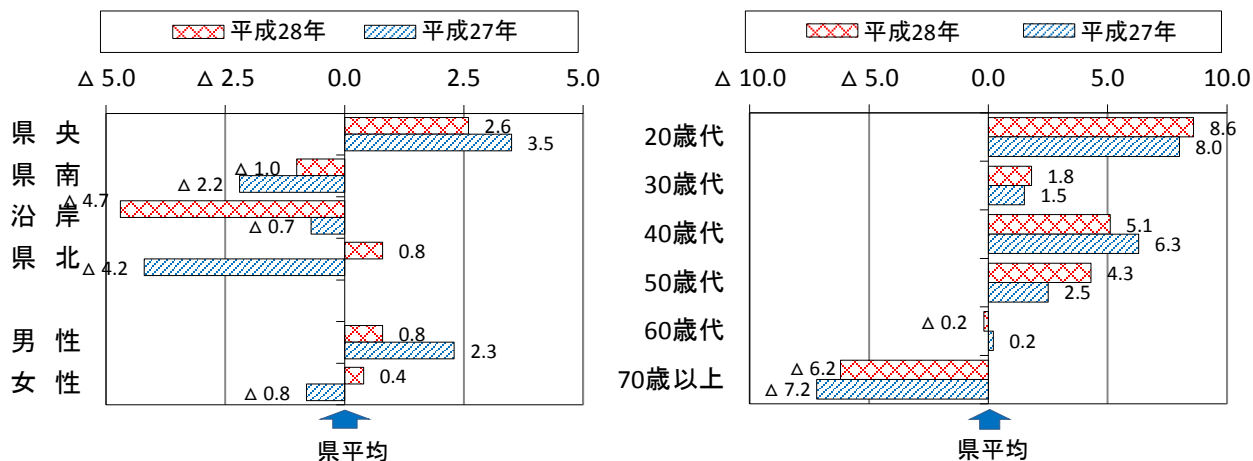 平成28年 平成27年
△ 5.0 △ 2.5 0.0 2.5 5.0
県 央 2.6
3.5
県 南 △ 1.0
△ 2.2
沿 岸 △ 4.7
△ 0.7
県 北 0.8
△ 4.2
男 性 0.8
2.3
女 性 0.4
△ 0.8
県平均
平成28年 平成27年
△ 10.0 △ 5.0 0.0 5.0 10.0
20歳代 8.6
8.0
30歳代 1.8
1.5
40歳代 5.1
6.3
50歳代 4.3
2.5
60歳代 △ 0.2
0.2
70歳以上 △ 6.2
△ 7.2
県平均